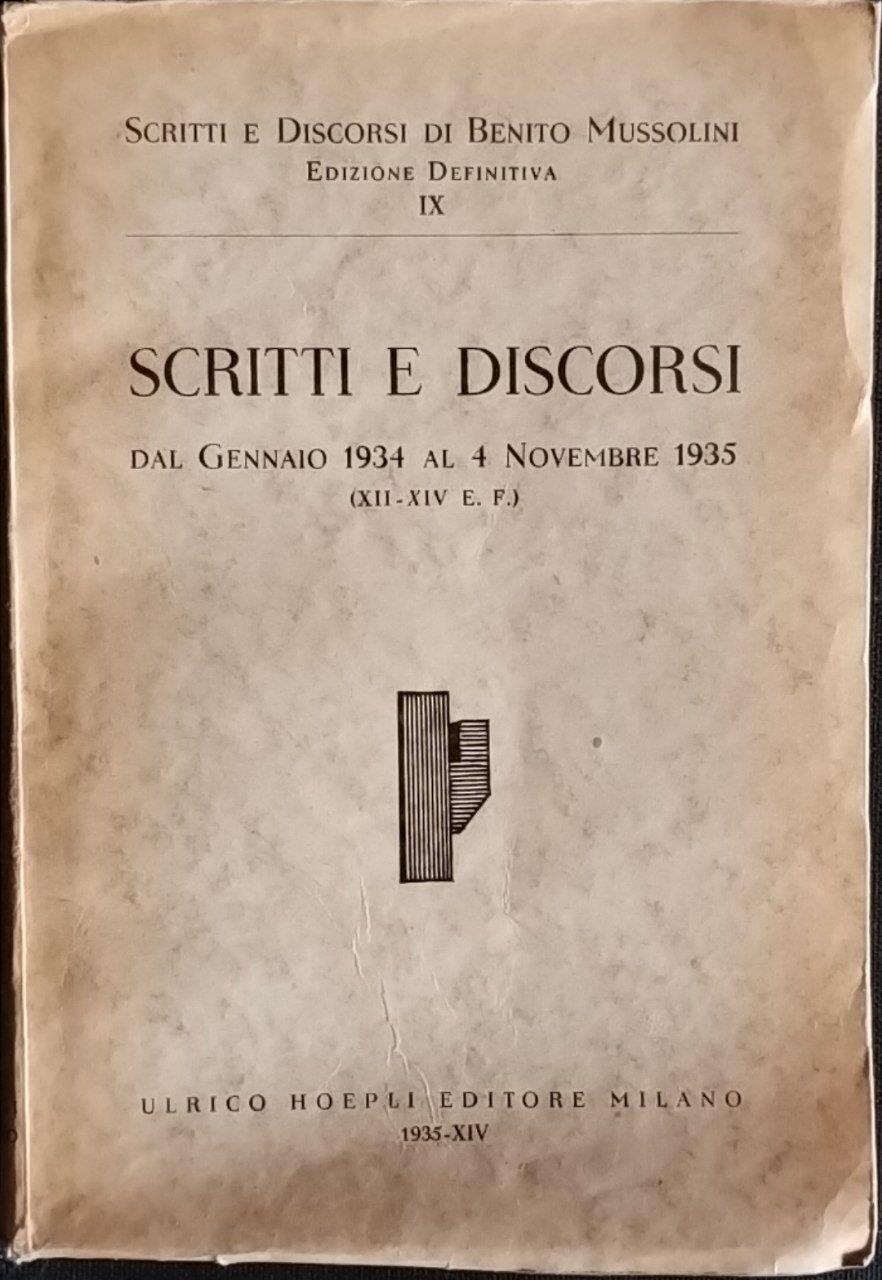 SCRITTI E DISCORSI DI BENITO MUSSOLINI
EDIZIONE DEFINITIVA
IX
SCRITTI E DISCORSI
DAL GENNAIO 1934 AL 4 NOVEMBRE 1935
(XII-XIV E. F.)
ULRICO HOEPLI EDITORE MILANO
1935-XIV